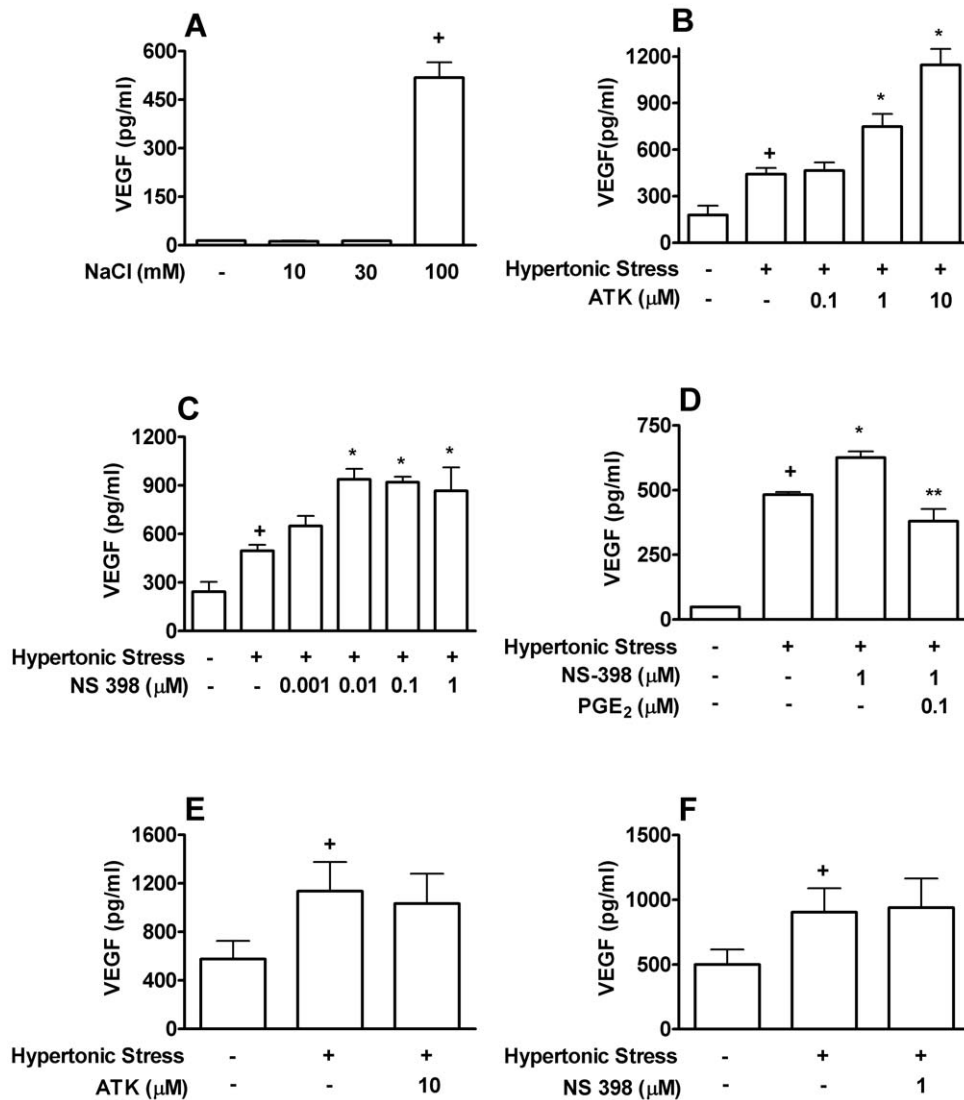 A
+
VEGF (pg/ml)
600
450
300
150
0
NaCl (mM) - 10 30 100
B
*
*
+
VEGF(pg/ml)
1200
900
600
300
0
Hypertonic Stress - + + + +
ATK (μM) - - 0.1 1 10
C
* * *
+
VEGF (pg/ml)
1200
900
600
300
0
Hypertonic Stress - + + + + +
NS 398 (μM) - - 0.001 0.01 0.1 1
D
*
+
**
VEGF (pg/ml)
750
500
250
0
Hypertonic Stress - + + +
NS-398 (μM) - - 1 1
PGE₂ (μM) - - - 0.1
E
+
VEGF (pg/ml)
1600
1200
800
400
0
Hypertonic Stress - + +
ATK (μM) - - 10
F
+
VEGF (pg/ml)
1500
1000
500
0
Hypertonic Stress - + +
NS 398 (μM) - - 1